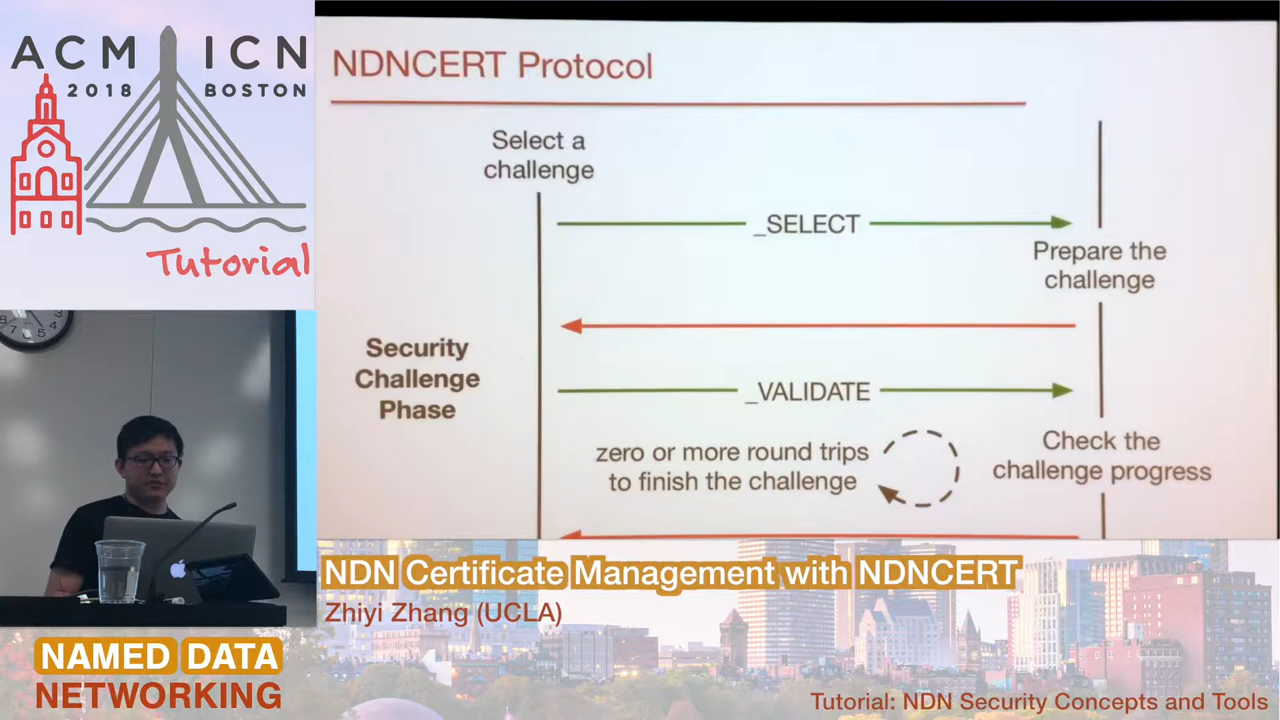 ACM ICN
2018 BOSTON
Tutorial
NDNCERT Protocol
Select a
challenge
_SELECT
Prepare the
challenge
Security
Challenge
Phase
_VALIDATE
zero or more round trips
to finish the challenge
Check the
challenge progress
NDN Certificate Management with NDNCERT
Zhiyi Zhang (UCLA)
NAMED DATA
NETWORKING
Tutorial: NDN Security Concepts and Tools